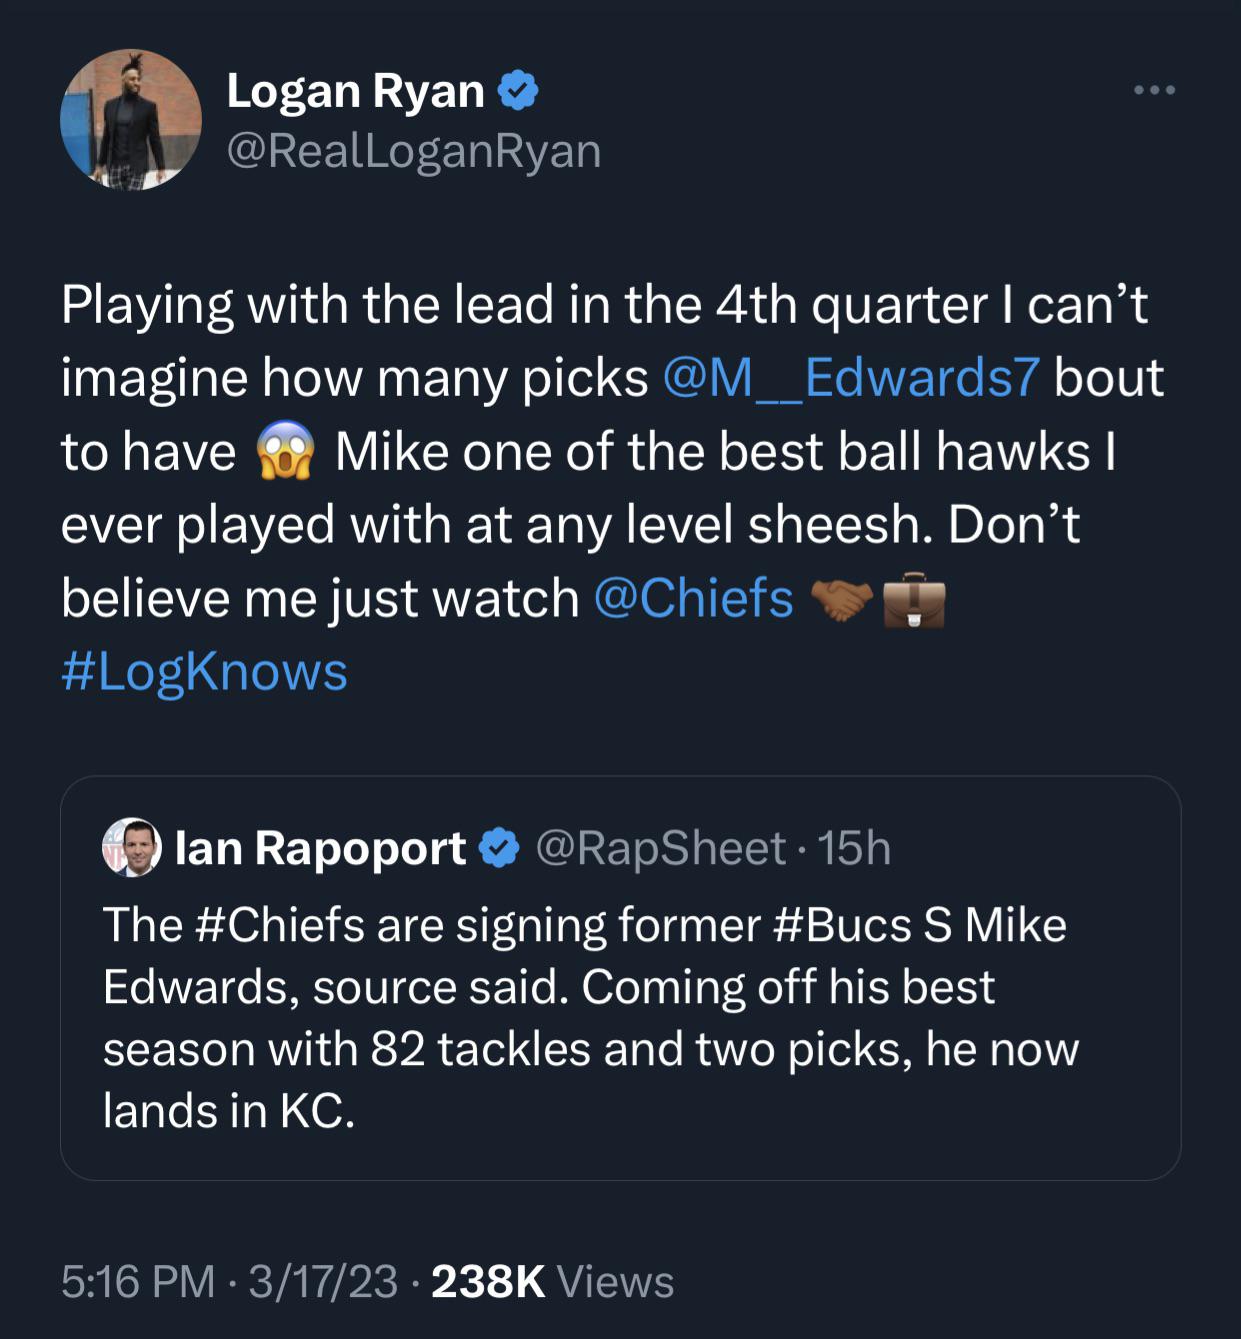 Logan Ryan
@RealLoganRyan
Playing with the lead in the 4th quarter I can’t
imagine how many picks @M__Edwards7 bout
to have 😱 Mike one of the best ball hawks I
ever played with at any level sheesh. Don’t
believe me just watch @Chiefs 🤝🏾💼
#LogKnows
Ian Rapoport @RapSheet · 15h
The #Chiefs are signing former #Bucs S Mike
Edwards, source said. Coming off his best
season with 82 tackles and two picks, he now
lands in KC.
5:16 PM · 3/17/23 · 238K Views